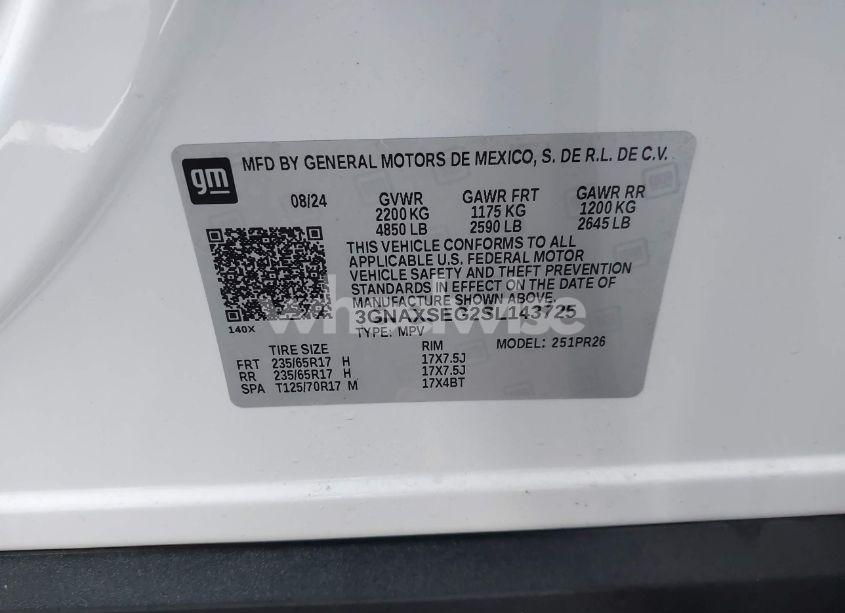 gm
MFD BY GENERAL MOTORS DE MEXICO, S. DE R.L. DE C.V.
08/24 GVWR GAWR FRT GAWR RR
2200 KG 1175 KG 1200 KG
4850 LB 2590 LB 2645 LB
THIS VEHICLE CONFORMS TO ALL
APPLICABLE U.S. FEDERAL MOTOR
VEHICLE SAFETY AND THEFT PREVENTION
STANDARDS IN EFFECT ON THE DATE OF
MANUFACTURE SHOWN ABOVE.
3GNAXSEG2SL143725
140X TYPE: MPV
TIRE SIZE RIM MODEL: 251PR26
FRT 235/65R17 H 17X7.5J
RR 235/65R17 H 17X7.5J
SPA T125/70R17 M 17X4BT
wheelwise